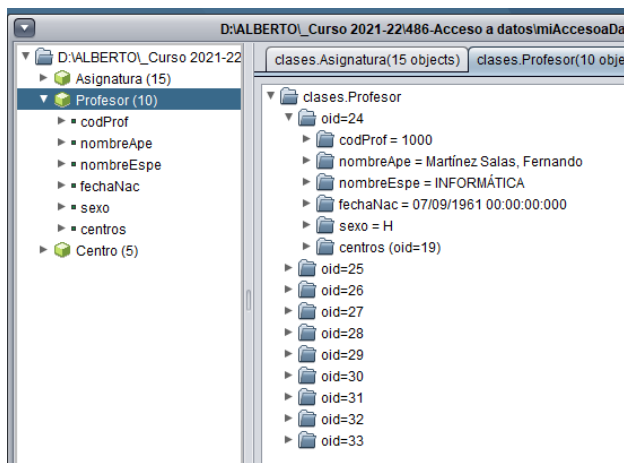 D:\ALBERTO\_Curso 2021-22\486-Acceso a datos\miAccesoaDa
D:\ALBERTO\_Curso 2021-22
Asignatura (15)
Profesor (10)
codProf
nombreApe
nombreEspe
fechaNac
sexo
centros
Centro (5)
clases.Asignatura(15 objects)
clases.Profesor(10 obje
clases.Profesor
oid=24
codProf = 1000
nombreApe = Martínez Salas, Fernando
nombreEspe = INFORMÁTICA
fechaNac = 07/09/1961 00:00:00:000
sexo = H
centros (oid=19)
oid=25
oid=26
oid=27
oid=28
oid=29
oid=30
oid=31
oid=32
oid=33